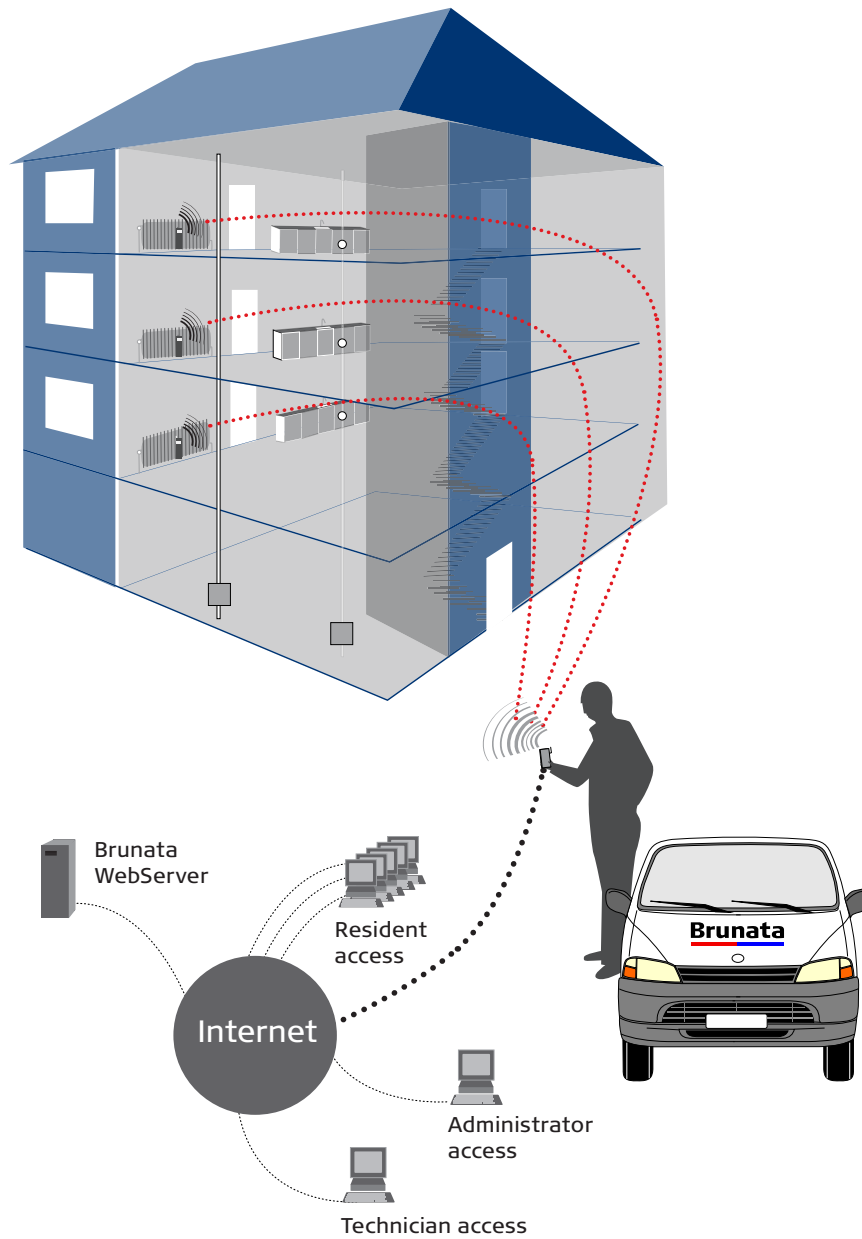 Brunata
WebServer
Resident
access
Brunata
Internet
Administrator
access
Technician access